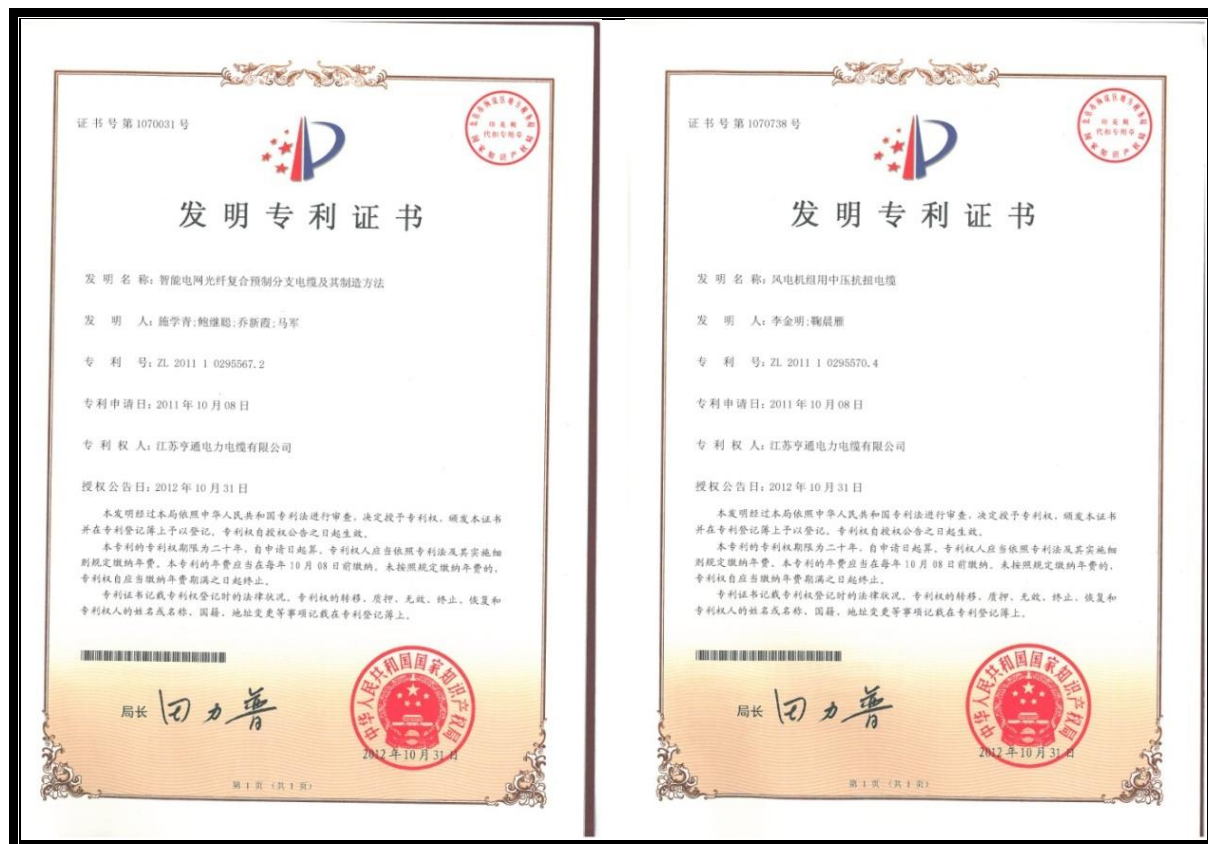 证书号第1070031号
发明专利证书
发明名称：智能电网光纤复合预制分支电缆及其制造方法
发明人：施学青;鲍继聪;乔新霞;马军
专利号：ZL 2011 1 0295567.2
专利申请日：2011年10月08日
专利权人：江苏亨通电力电缆有限公司
授权公告日：2012年10月31日
本发明经过本局依照中华人民共和国专利法进行审查，决定授予专利权，颁发本证书
并在专利登记簿上予以登记。专利权自授权公告之日起生效。
本专利的专利权期限为二十年，自申请日起算。专利权人应当依照专利法及其实施细
则规定缴纳年费。本专利的年费应当在每年10月08日前缴纳。未按照规定缴纳年费的，
专利权自应当缴纳年费期满之日起终止。
专利证书记载专利权登记时的法律状况。专利权的转移、质押、无效、终止、恢复和
专利权人的姓名或名称、国籍、地址变更等事项记载在专利登记簿上。
局长 田力普
中华人民共和国国家知识产权局
2012年10月31日
第1页（共1页）
证书号第1070738号
发明专利证书
发明名称：风电机组用中压抗扭电缆
发明人：李金明;鞠晨雁
专利号：ZL 2011 1 0295570.4
专利申请日：2011年10月08日
专利权人：江苏亨通电力电缆有限公司
授权公告日：2012年10月31日
本发明经过本局依照中华人民共和国专利法进行审查，决定授予专利权，颁发本证书
并在专利登记簿上予以登记。专利权自授权公告之日起生效。
本专利的专利权期限为二十年，自申请日起算。专利权人应当依照专利法及其实施细
则规定缴纳年费。本专利的年费应当在每年10月08日前缴纳。未按照规定缴纳年费的，
专利权自应当缴纳年费期满之日起终止。
专利证书记载专利权登记时的法律状况。专利权的转移、质押、无效、终止、恢复和
专利权人的姓名或名称、国籍、地址变更等事项记载在专利登记簿上。
局长 田力普
中华人民共和国国家知识产权局
2012年10月31日
第1页（共1页）